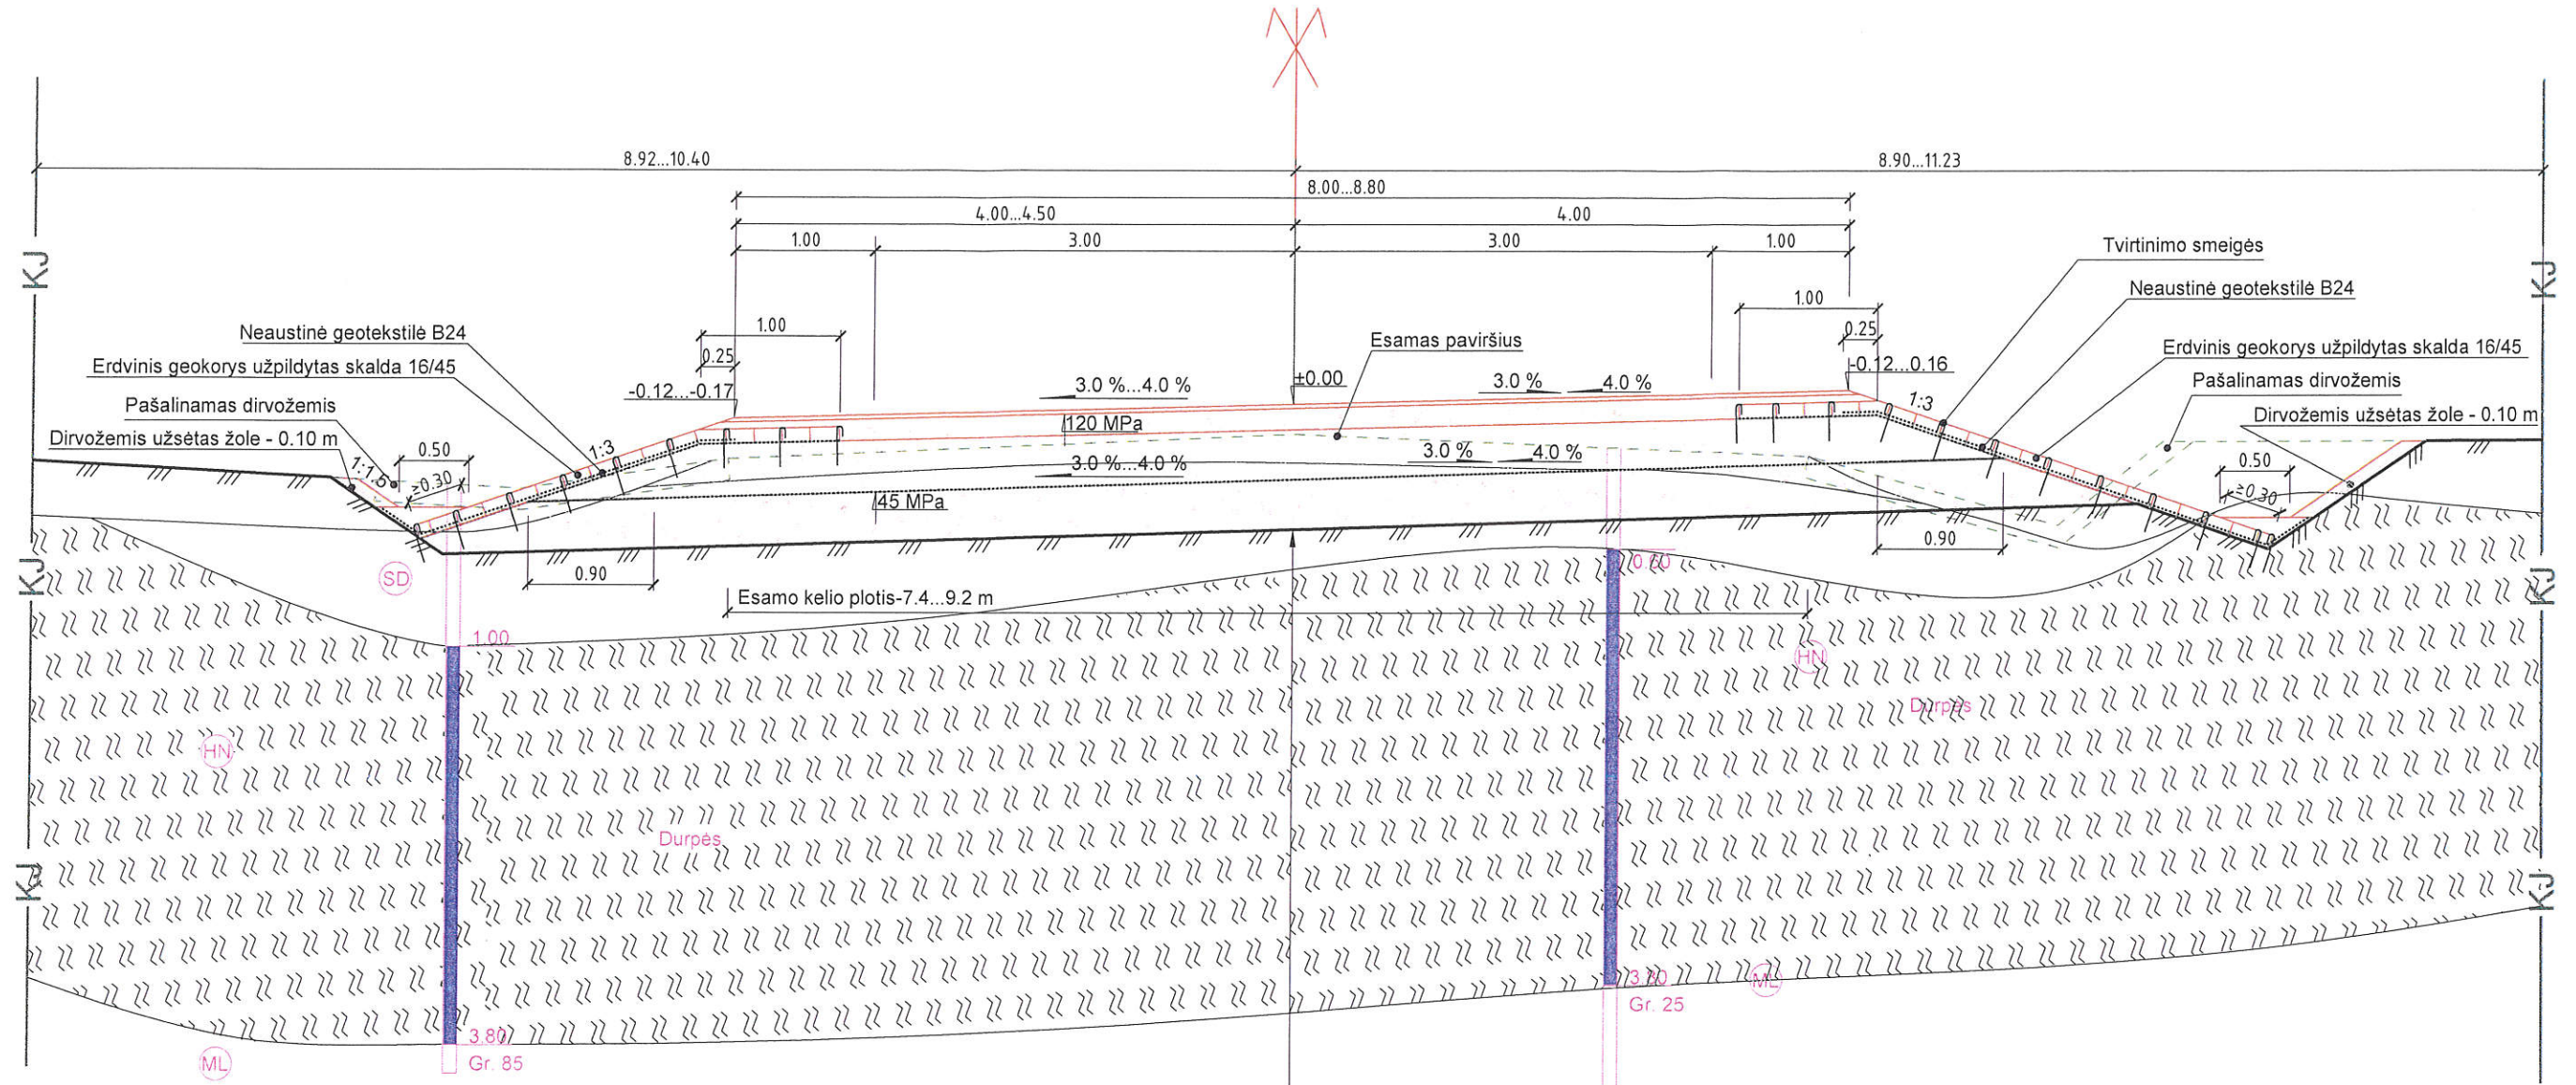 8.92...10.40
8.90...11.23
8.00...8.80
4.00...4.50
4.00
1.00
3.00
3.00
1.00
Tvirtinimo smeigės
KJ
KJ
Neaustinė geotekstilė B24
1.00
1.00
Neaustinė geotekstilė B24
0.25
Esamas paviršius
Erdvinis geokorys užpildytas skalda 16/45
0.25
Erdvinis geokorys užpildytas skalda 16/45
-0.12...-0.17
3.0 %...4.0 %
±0.00
3.0 %
4.0 %
-0.12...0.16
Pašalinamas dirvožemis
Pašalinamas dirvožemis
1:3
Dirvožemis užsėtas žole - 0.10 m
120 MPa
Dirvožemis užsėtas žole - 0.10 m
0.50
1:3
3.0 %
4.0 %
0.50
1:1.5
≥0.30
3.0 %...4.0 %
≥0.30
45 MPa
0.90
KJ
SD
0.90
0.60
KJ
Esamo kelio plotis-7.4...9.2 m
1.00
HN
HN
Durpės
Durpės
KJ
KJ
3.80
ML
Gr. 25
3.80
ML
Gr. 85